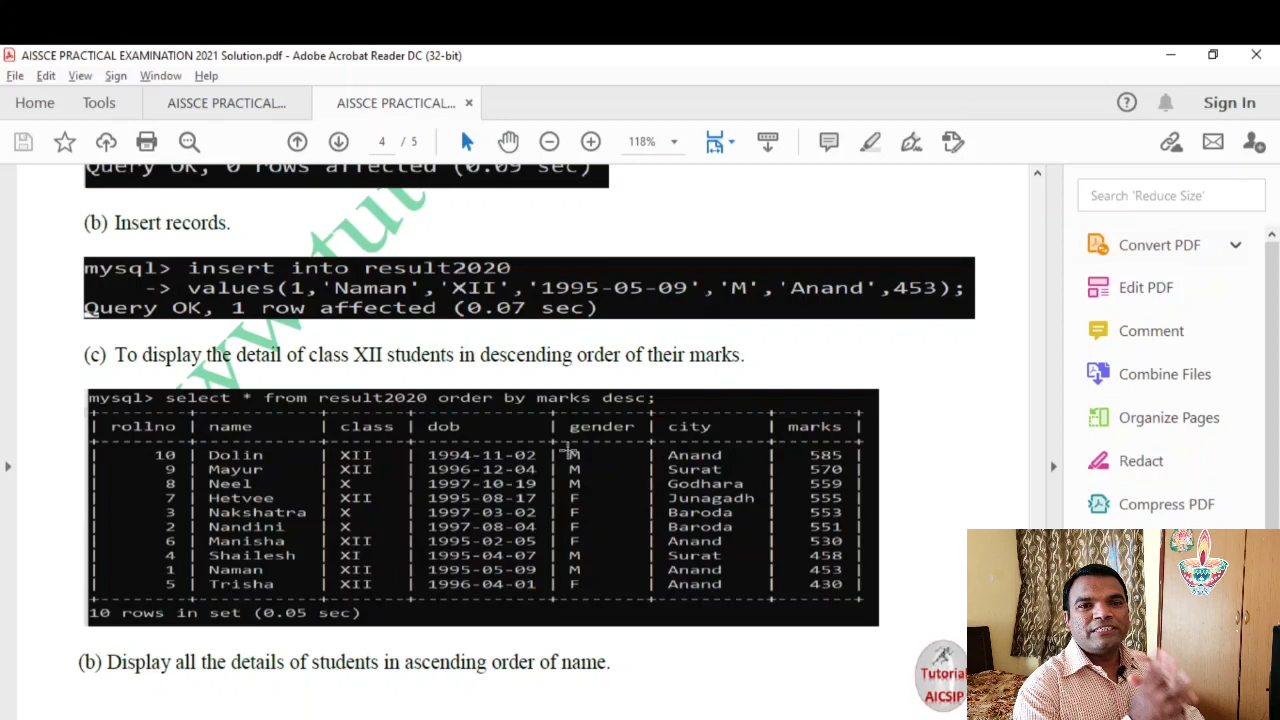 AISSCE PRACTICAL EXAMINATION 2021 Solution.pdf - Adobe Acrobat Reader DC (32-bit)
File Edit View Sign Window Help
Home Tools AISSCE PRACTICAL... AISSCE PRACTICAL... × Sign In
4 / 5 118%
Query OK, 0 rows affected (0.09 sec)
Search 'Reduce Size'
(b) Insert records.
Convert PDF
mysql> insert into result2020
-> values(1,'Naman','XII','1995-05-09','M','Anand',453);
Query OK, 1 row affected (0.07 sec)
Edit PDF
Comment
(c) To display the detail of class XII students in descending order of their marks.
Combine Files
mysql> select * from result2020 order by marks desc;
| rollno | name | class | dob | gender | city | marks |
| 10 | Dolin | XII | 1994-11-02 | M | Anand | 585 |
| 9 | Mayur | XII | 1996-12-04 | M | Surat | 570 |
| 8 | Neel | X | 1997-10-19 | M | Godhara | 559 |
| 7 | Hetvee | XII | 1995-08-17 | F | Junagadh | 555 |
| 3 | Nakshatra | X | 1997-03-02 | F | Baroda | 553 |
| 2 | Nandini | X | 1997-08-04 | F | Baroda | 551 |
| 6 | Manisha | XII | 1995-02-05 | F | Anand | 530 |
| 4 | Shailesh | XI | 1995-04-07 | M | Surat | 458 |
| 1 | Naman | XII | 1995-05-09 | M | Anand | 453 |
| 5 | Trisha | XII | 1996-04-01 | F | Anand | 430 |
10 rows in set (0.05 sec)
Organize Pages
Redact
Compress PDF
(b) Display all the details of students in ascending order of name.
www.tut
Tutorial
AICSIP